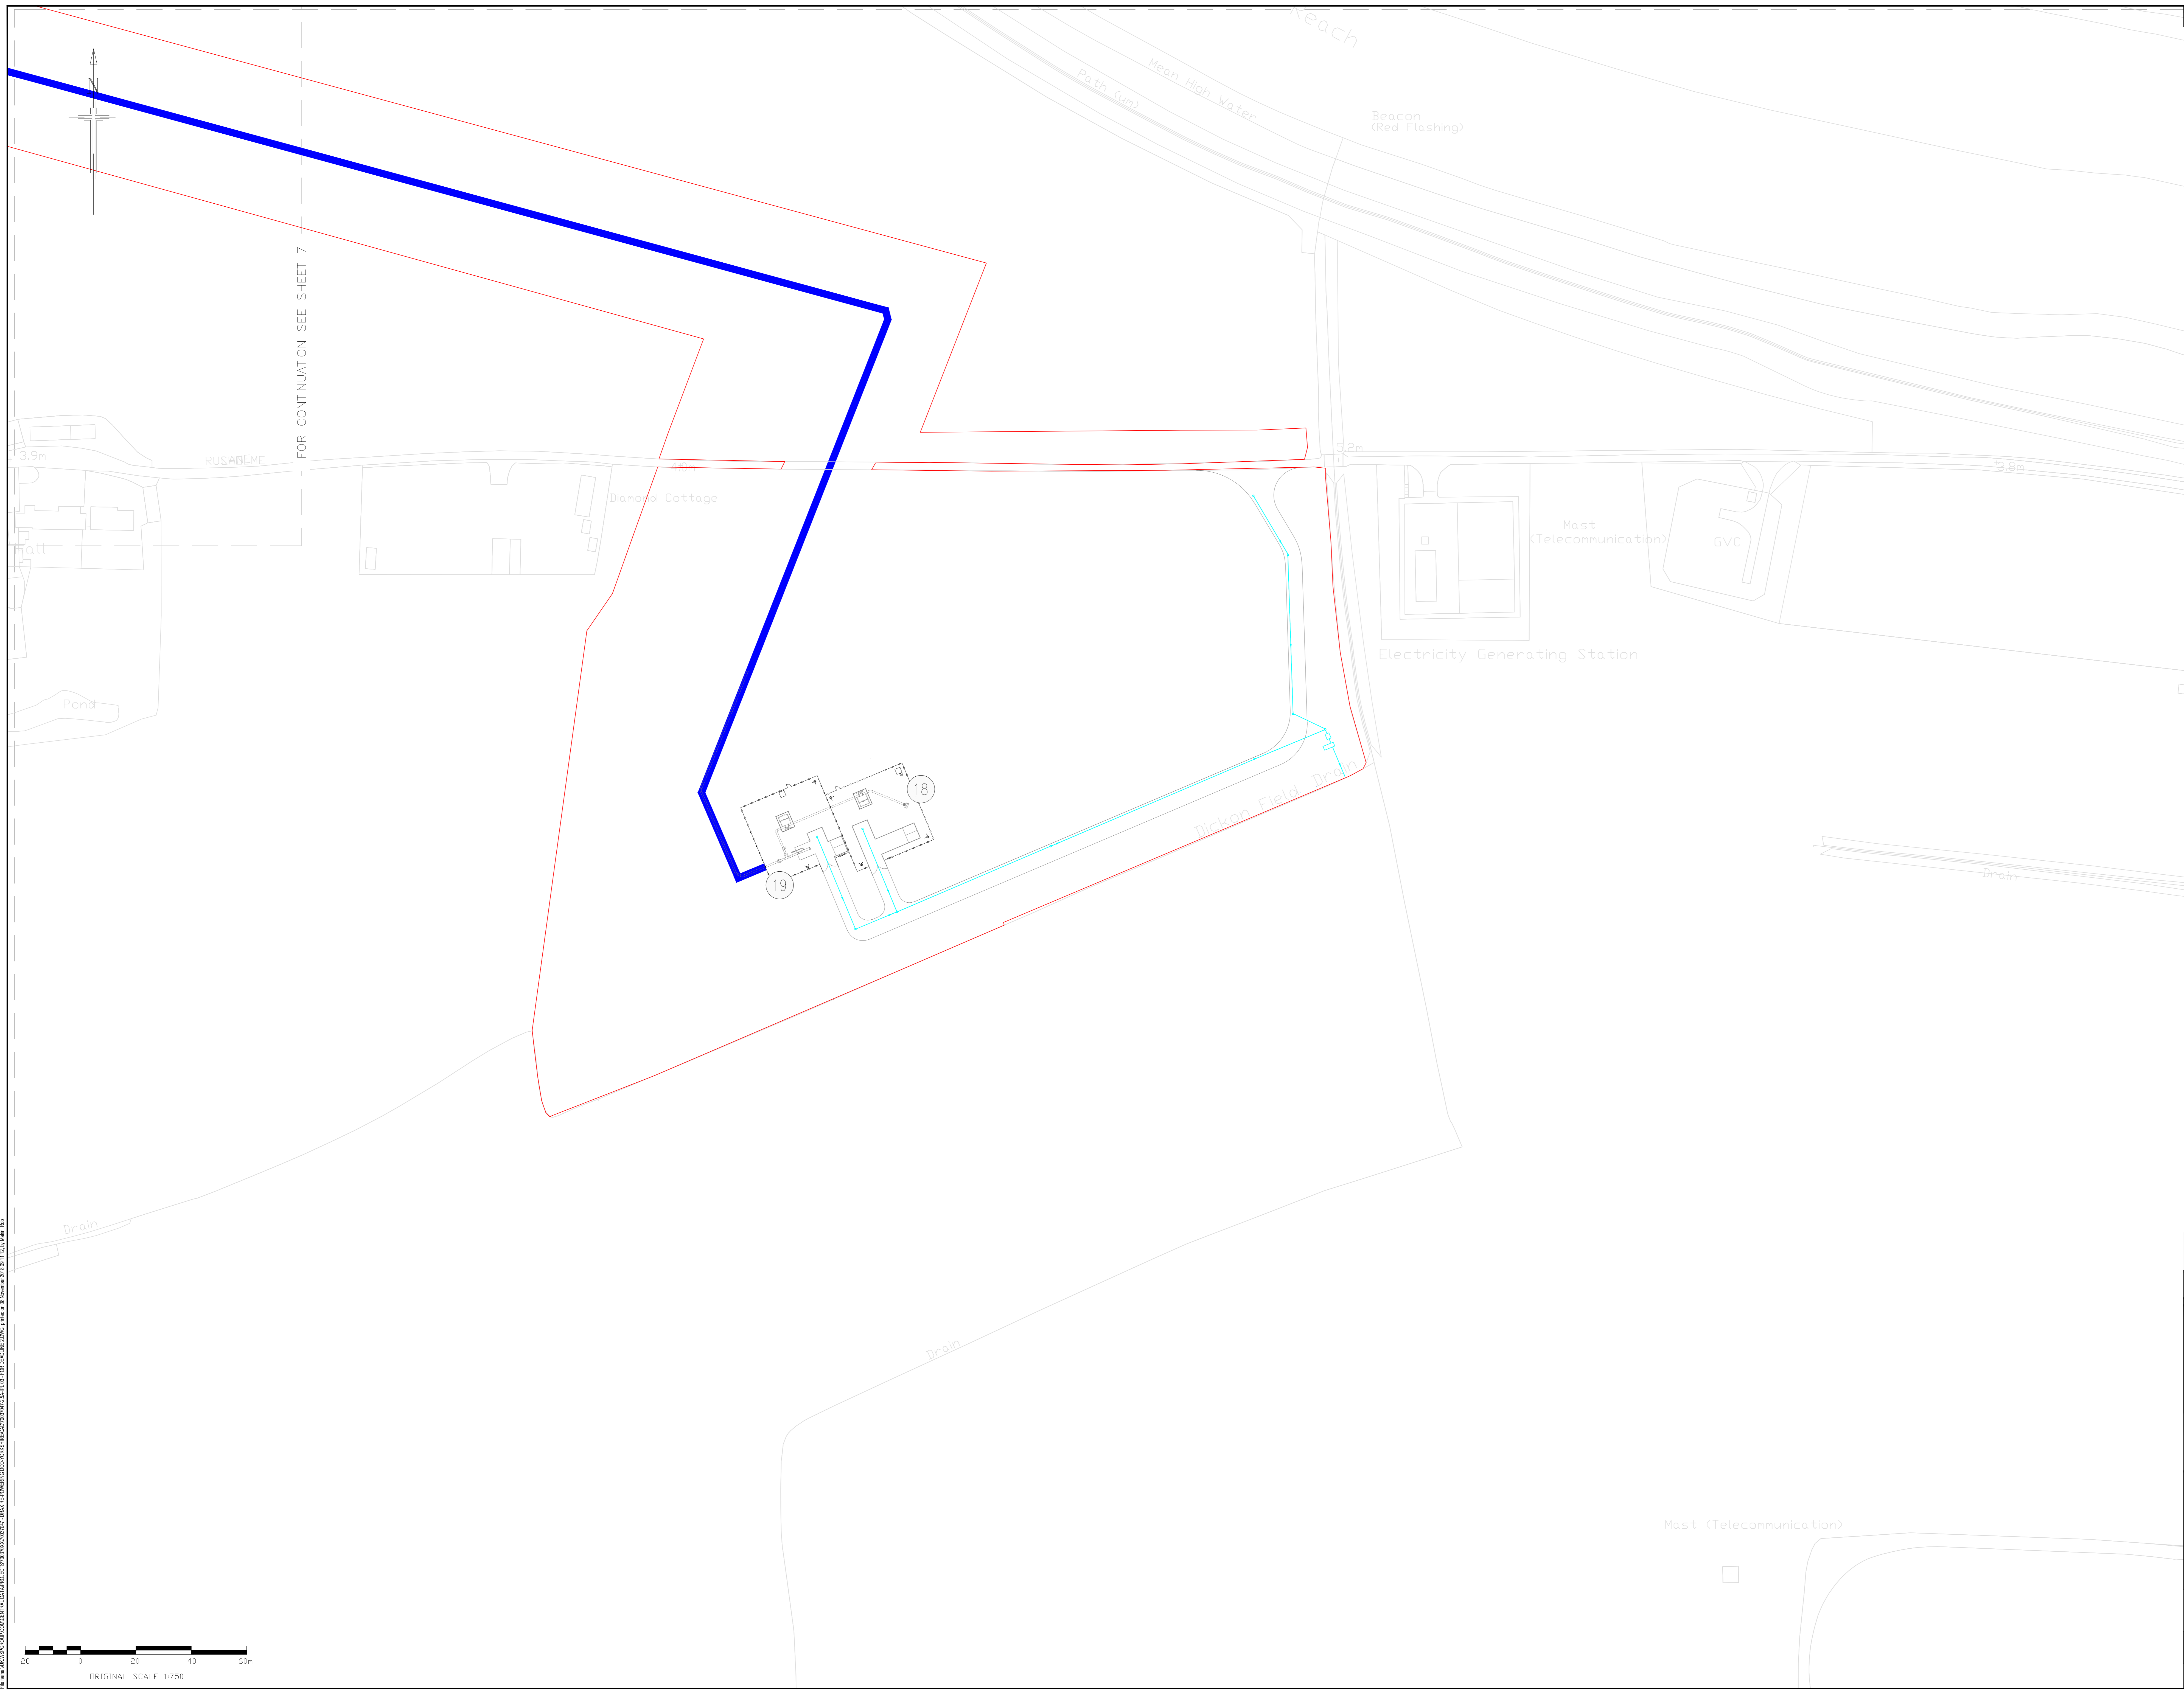 Reach
N
Path (um)
Mean High Water
Beacon
(Red Flashing)
FOR CONTINUATION SEE SHEET 7
3.9m
5.2m
Diamond Cottage
Mast
(Telecommunication)
GVC
Hall
Electricity Generating Station
Pond
18
Dickon Field Drain
19
Drain
Drain
Drain
Mast (Telecommunication)
20 0 20 40 60m
ORIGINAL SCALE 1:750